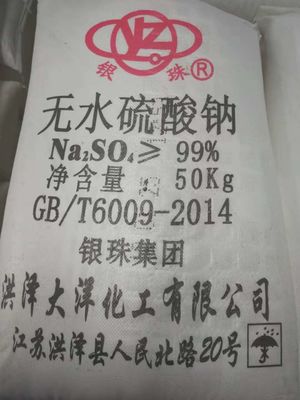 YZ
银珠®
无水硫酸钠
Na₂SO₄≥99%
净含量：50Kg
GB/T6009-2014
银珠集团
洪泽大洋化工有限公司
江苏洪泽县人民北路20号